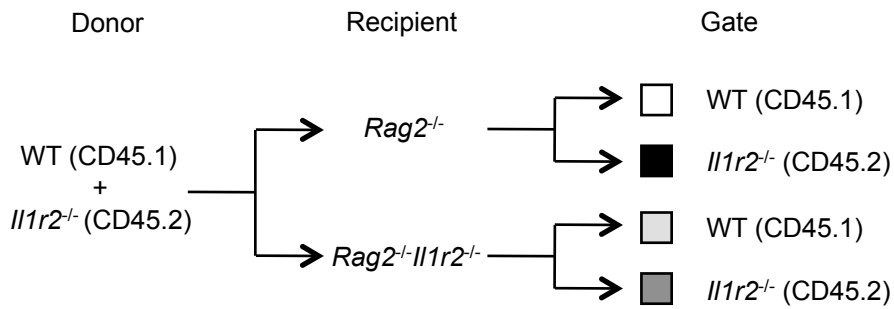 Donor Recipient Gate
WT (CD45.1)
Rag2-/-
Il1r2-/- (CD45.2)
WT (CD45.1)
+
Il1r2-/- (CD45.2)
WT (CD45.1)
Rag2-/-Il1r2-/-
Il1r2-/- (CD45.2)